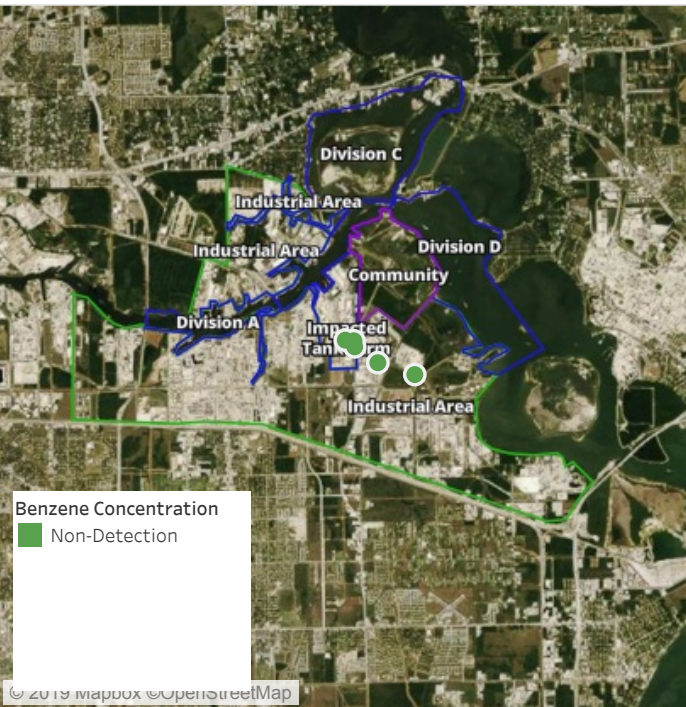 Division C
Industrial Area
Division D
Industrial Area
Community
Division A
Impacted
Tank Farm
Industrial Area
Benzene Concentration
Non-Detection
© 2019 Mapbox ©OpenStreetMap